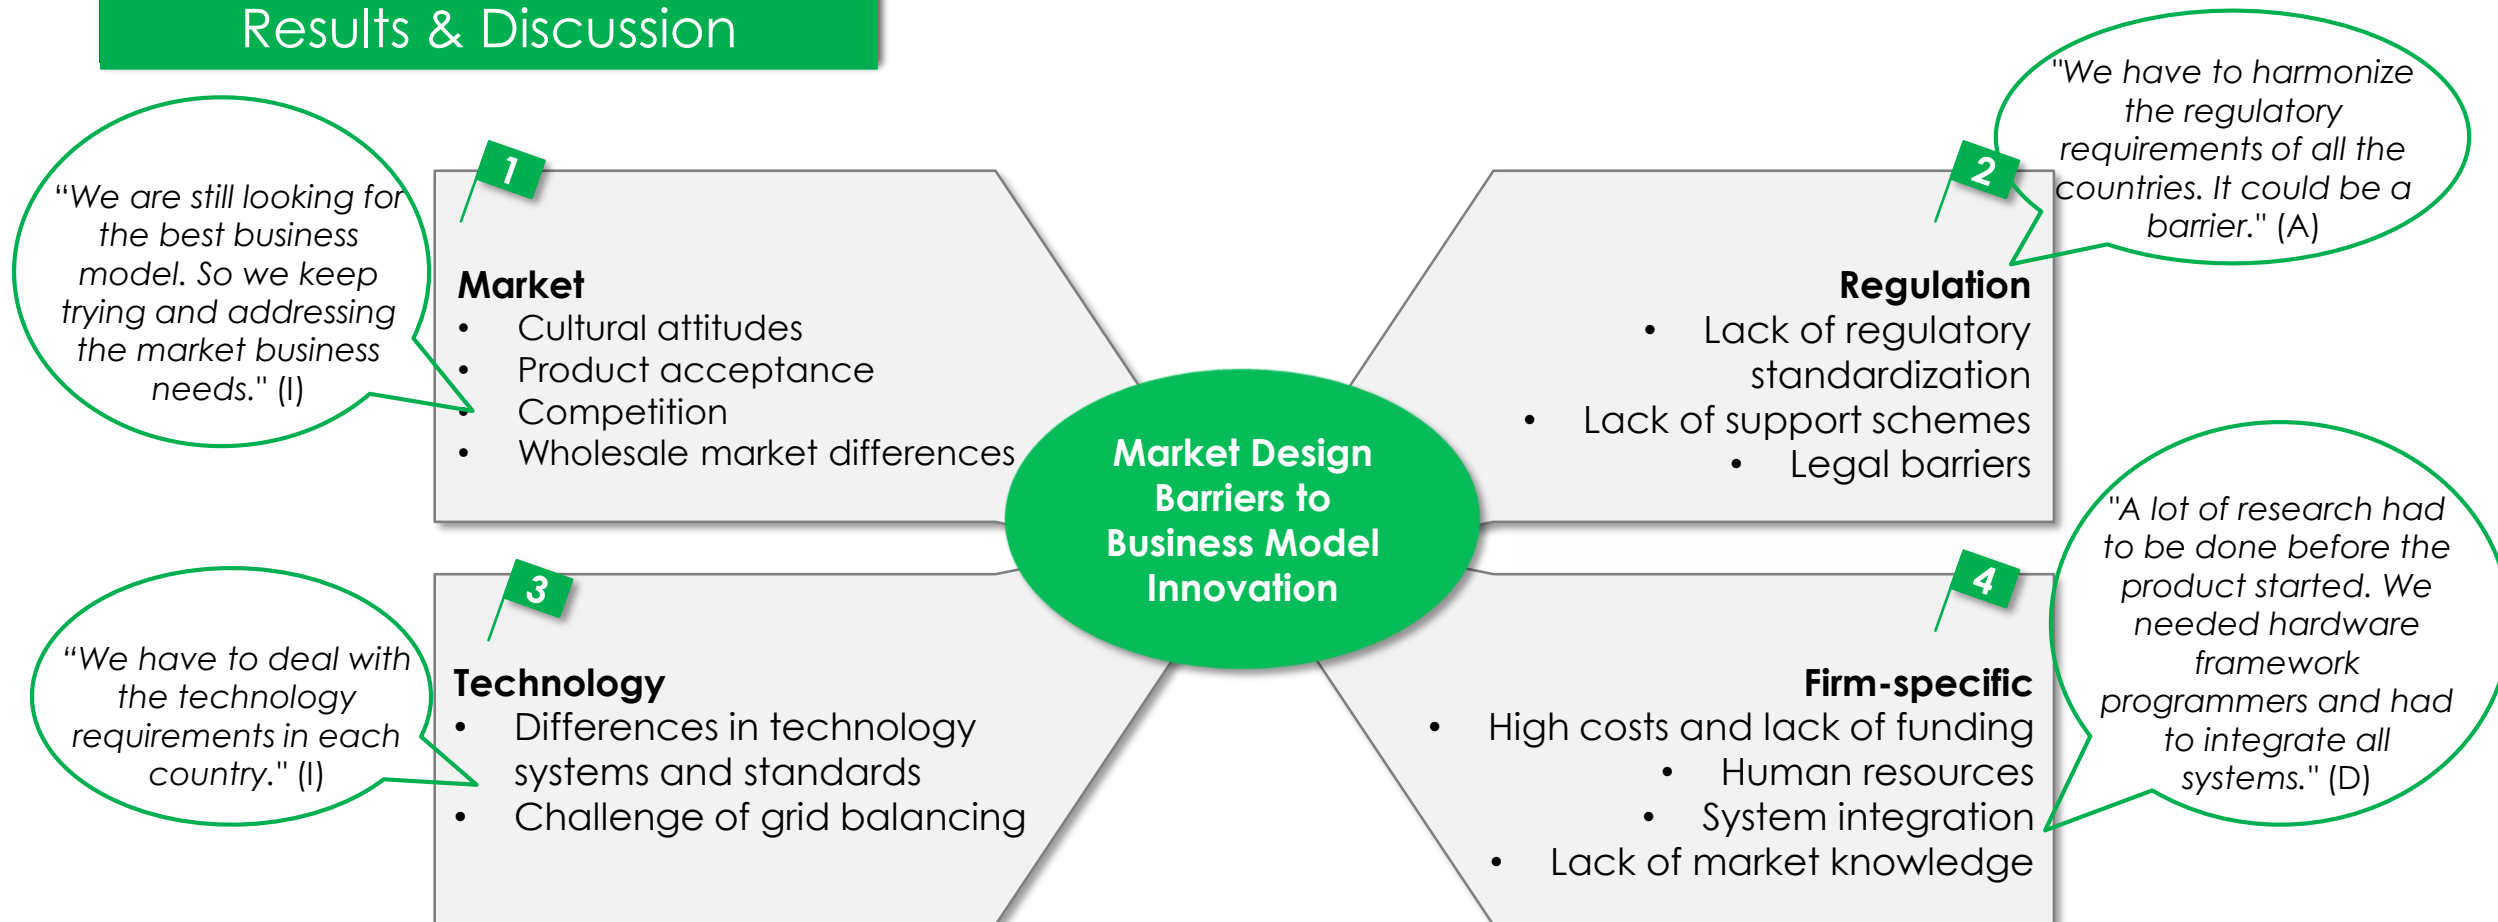 Results & Discussion
“We are still looking for
the best business
model. So we keep
trying and addressing
the market business
needs." (I)
1
Market
• Cultural attitudes
• Product acceptance
• Competition
• Wholesale market differences
2
Regulation
• Lack of regulatory
standardization
• Lack of support schemes
• Legal barriers
"We have to harmonize
the regulatory
requirements of all the
countries. It could be a
barrier." (A)
Market Design
Barriers to
Business Model
Innovation
“We have to deal with
the technology
requirements in each
country." (I)
3
Technology
• Differences in technology
systems and standards
• Challenge of grid balancing
4
Firm-specific
• High costs and lack of funding
• Human resources
• System integration
• Lack of market knowledge
"A lot of research had
to be done before the
product started. We
needed hardware
framework
programmers and had
to integrate all
systems." (D)